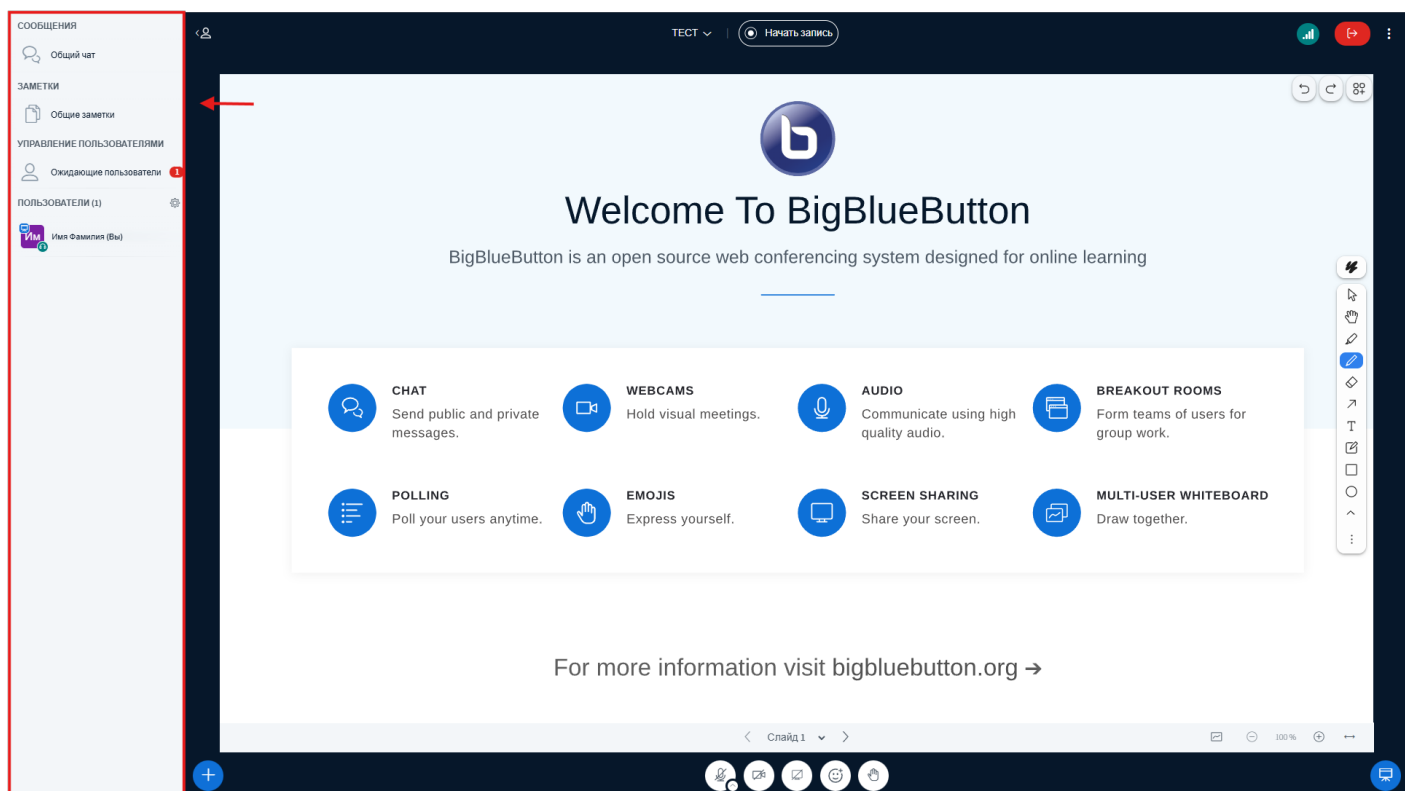 СООБЩЕНИЯ
Общий чат
ЗАМЕТКИ
Общие заметки
УПРАВЛЕНИЕ ПОЛЬЗОВАТЕЛЯМИ
Ожидающие пользователи 1
ПОЛЬЗОВАТЕЛИ (1)
Им Имя Фамилия (Вы)
ТЕСТ
Начать запись
Welcome To BigBlueButton
BigBlueButton is an open source web conferencing system designed for online learning
CHAT
Send public and private
messages.
WEBCAMS
Hold visual meetings.
AUDIO
Communicate using high
quality audio.
BREAKOUT ROOMS
Form teams of users for
group work.
POLLING
Poll your users anytime.
EMOJIS
Express yourself.
SCREEN SHARING
Share your screen.
MULTI-USER WHITEBOARD
Draw together.
For more information visit bigbluebutton.org ➔
Слайд 1
100 %